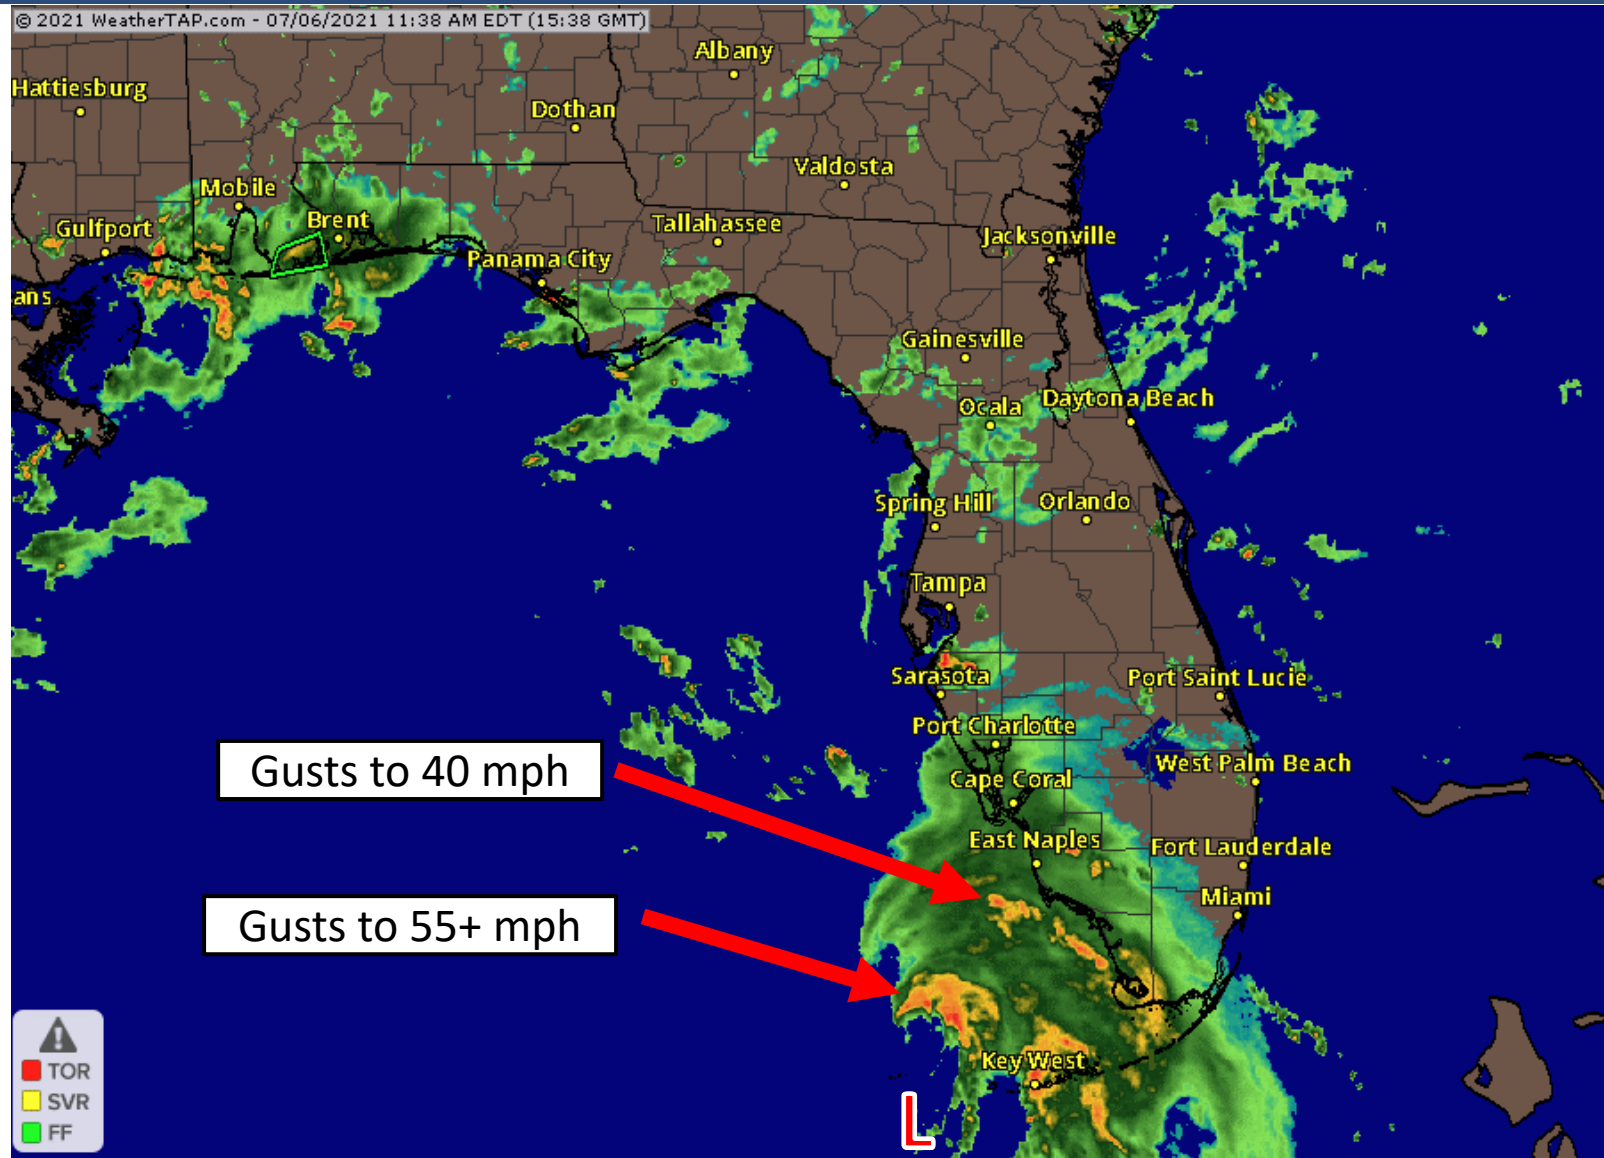 © 2021 WeatherTAP.com - 07/06/2021 11:38 AM EDT (15:38 GMT)
Albany
Hattiesburg
Dothan
Valdosta
Mobile
Brent
Gulfport
Tallahassee
Jacksonville
Panama City
ans
Gainesville
Ocala
Daytona Beach
Spring Hill
Orlando
Tampa
Sarasota
Port Saint Lucie
Port Charlotte
Gusts to 40 mph
West Palm Beach
Cape Coral
East Naples
Fort Lauderdale
Miami
Gusts to 55+ mph
Key West
TOR
SVR
FF
L